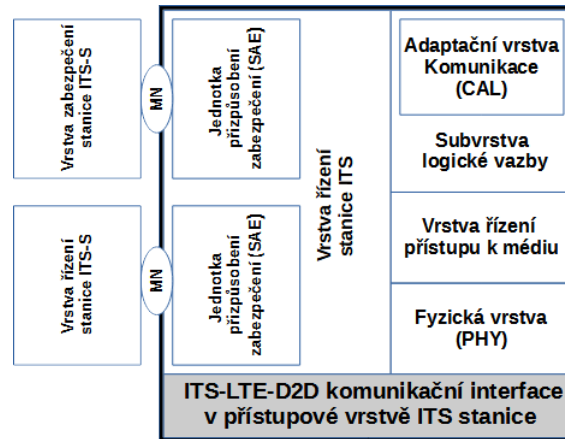 Vrstva zabezpečení
stanice ITS-S
MN
Jednotka
přizpůsobení
zabezpečení (SAE)
Vrstva řízení
stanice ITS-S
MN
Jednotka
přizpůsobení
zabezpečení (SAE)
Vrstva řízení
stanice ITS
Adaptační vrstva
Komunikace
(CAL)
Subvrstva
logické vazby
Vrstva řízení
přístupu k médiu
Fyzická vrstva
(PHY)
ITS-LTE-D2D komunikační interface
v přístupové vrstvě ITS stanice